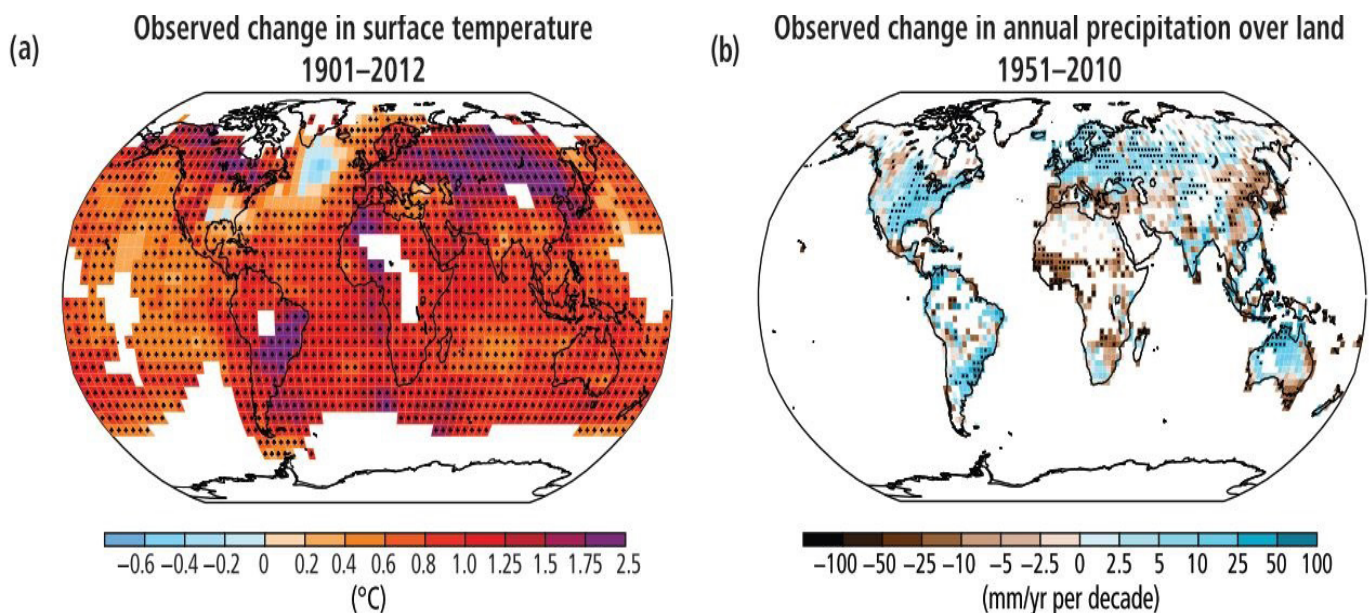 (a)
Observed change in surface temperature
1901–2012
−0.6 −0.4 −0.2 0 0.2 0.4 0.6 0.8 1.0 1.25 1.5 1.75 2.5
(°C)
(b)
Observed change in annual precipitation over land
1951–2010
−100 −50 −25 −10 −5 −2.5 0 2.5 5 10 25 50 100
(mm/yr per decade)